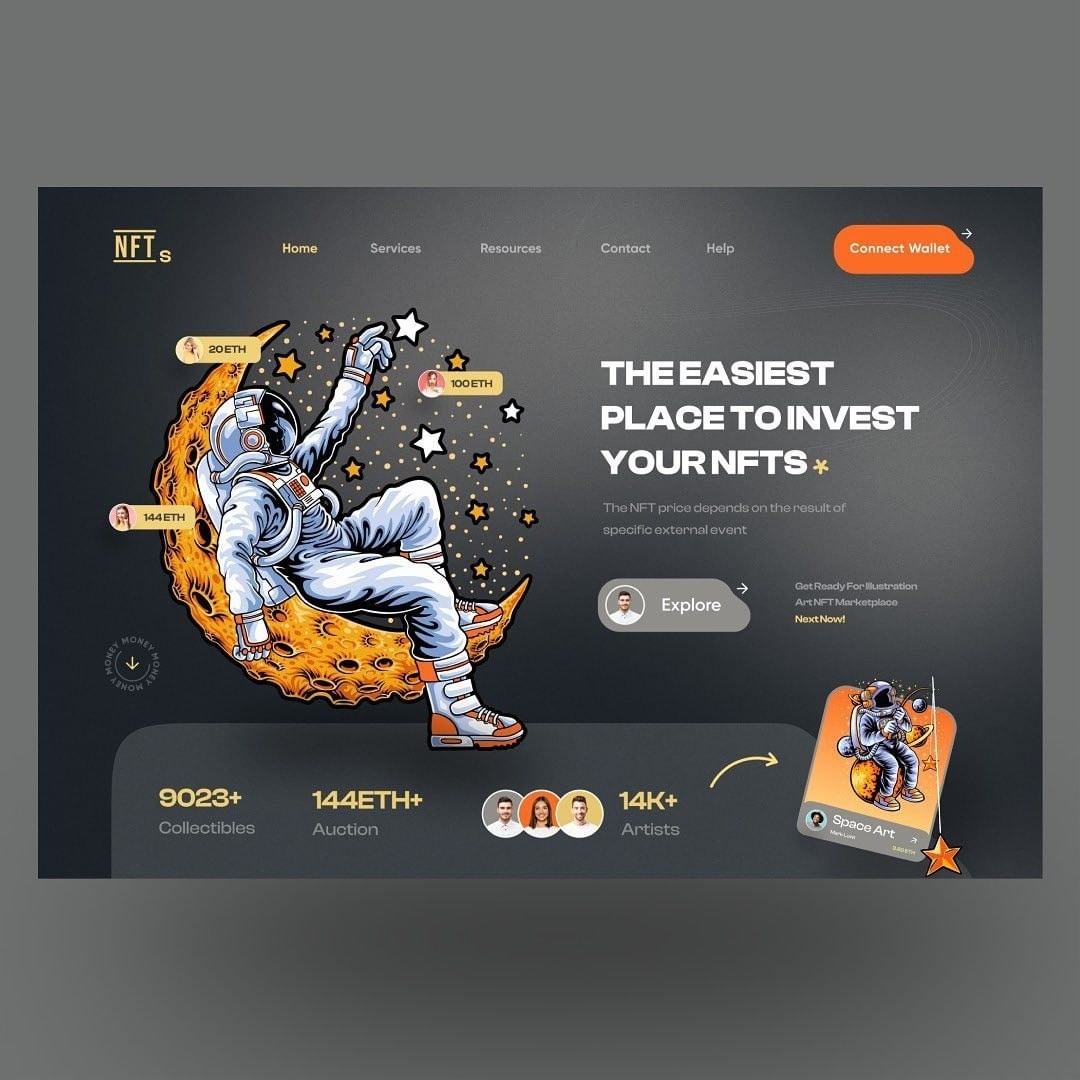 NFTs
Home
Services
Resources
Contact
Help
Connect Wallet
20 ETH
100 ETH
144 ETH
THE EASIEST
PLACE TO INVEST
YOUR NFTS
The NFT price depends on the result of
specific external event
Explore
Get Ready For Illustration
Art NFT Marketplace
Next Now!
MONEY MONEY MONEY MONEY
9023+
Collectibles
144ETH+
Auction
14K+
Artists
Space Art